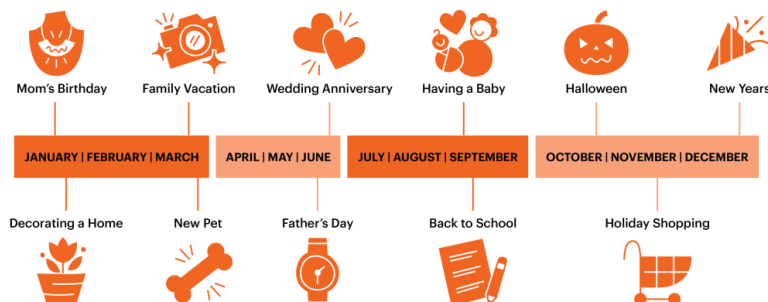 Mom's Birthday
Family Vacation
Wedding Anniversary
Having a Baby
Halloween
New Years
JANUARY | FEBRUARY | MARCH
APRIL | MAY | JUNE
JULY | AUGUST | SEPTEMBER
OCTOBER | NOVEMBER | DECEMBER
Decorating a Home
New Pet
Father's Day
Back to School
Holiday Shopping